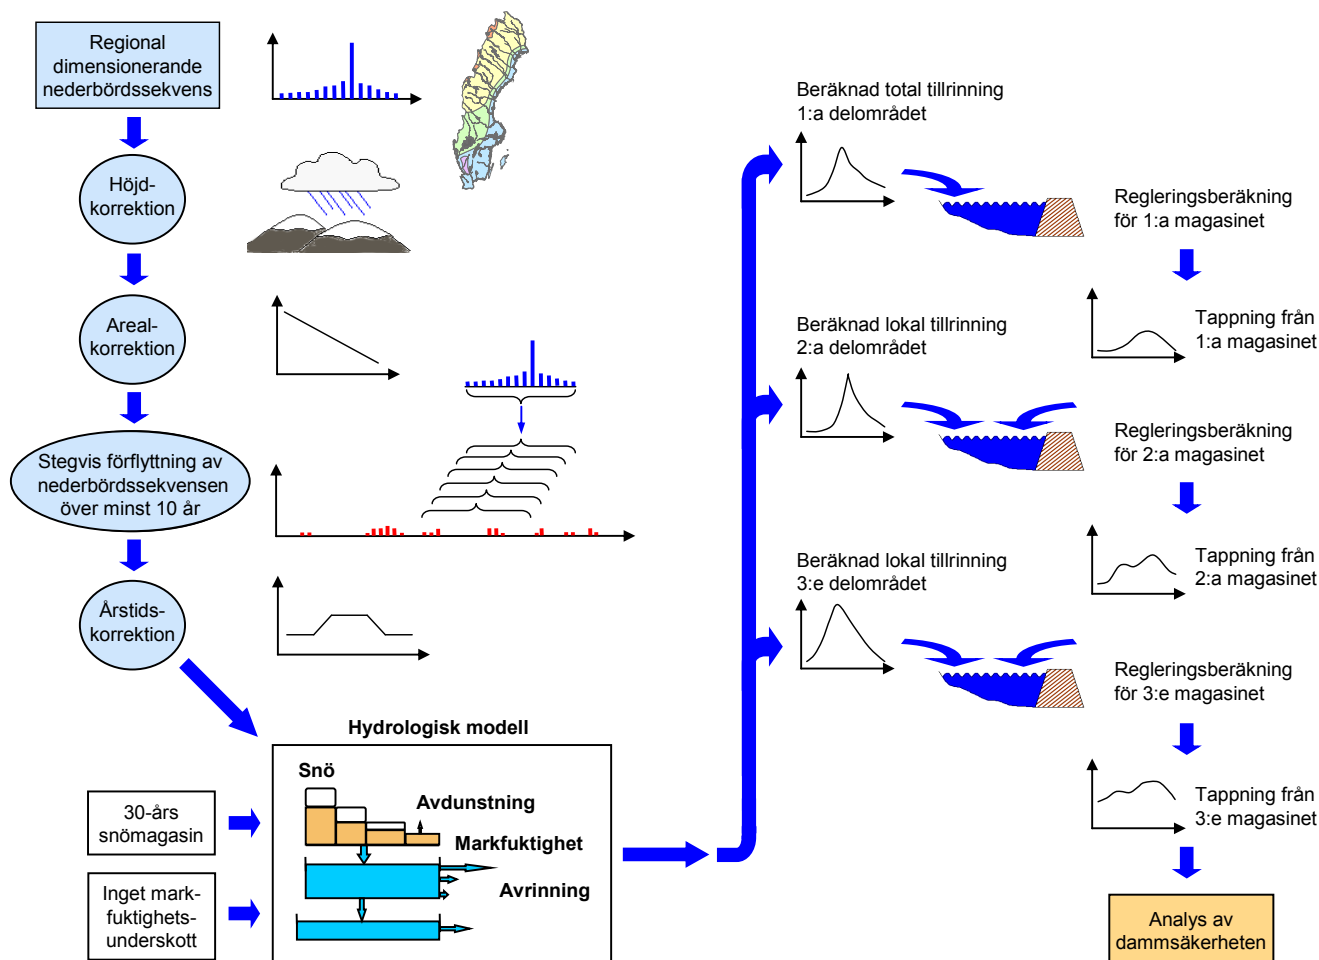 Regional
dimensionerande
nederbördssekvens
Höjd-
korrektion
Areal-
korrektion
Stegvis förflyttning av
nederbördssekvensen
över minst 10 år
Årstids-
korrektion
30-års
snömagasin
Inget mark-
fuktighets-
underskott
Hydrologisk modell
Snö
Avdunstning
Markfuktighet
Avrinning
Beräknad total tillrinning
1:a delområdet
Regleringsberäkning
för 1:a magasinet
Tappning från
1:a magasinet
Beräknad lokal tillrinning
2:a delområdet
Regleringsberäkning
för 2:a magasinet
Tappning från
2:a magasinet
Beräknad lokal tillrinning
3:e delområdet
Regleringsberäkning
för 3:e magasinet
Tappning från
3:e magasinet
Analys av
dammsäkerheten